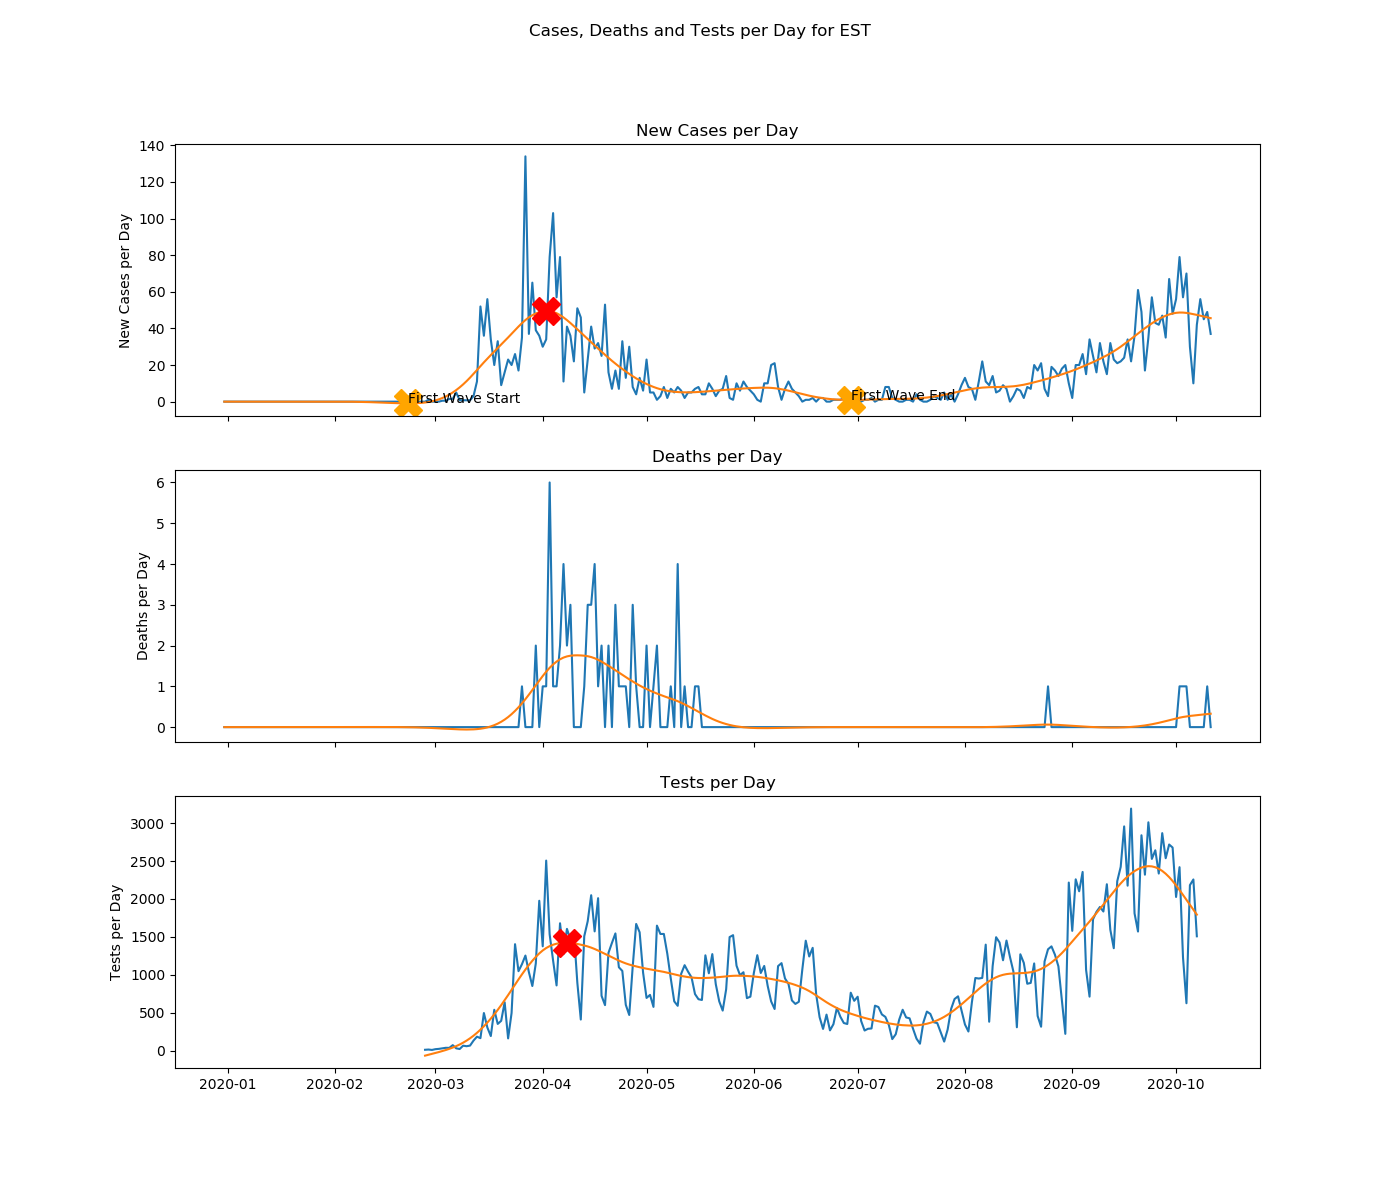 Cases, Deaths and Tests per Day for EST
New Cases per Day
New Cases per Day
140
120
100
80
60
40
20
0
First Wave Start
First Wave End
Deaths per Day
Deaths per Day
6
5
4
3
2
1
0
Tests per Day
Tests per Day
3000
2500
2000
1500
1000
500
0
2020-01 2020-02 2020-03 2020-04 2020-05 2020-06 2020-07 2020-08 2020-09 2020-10